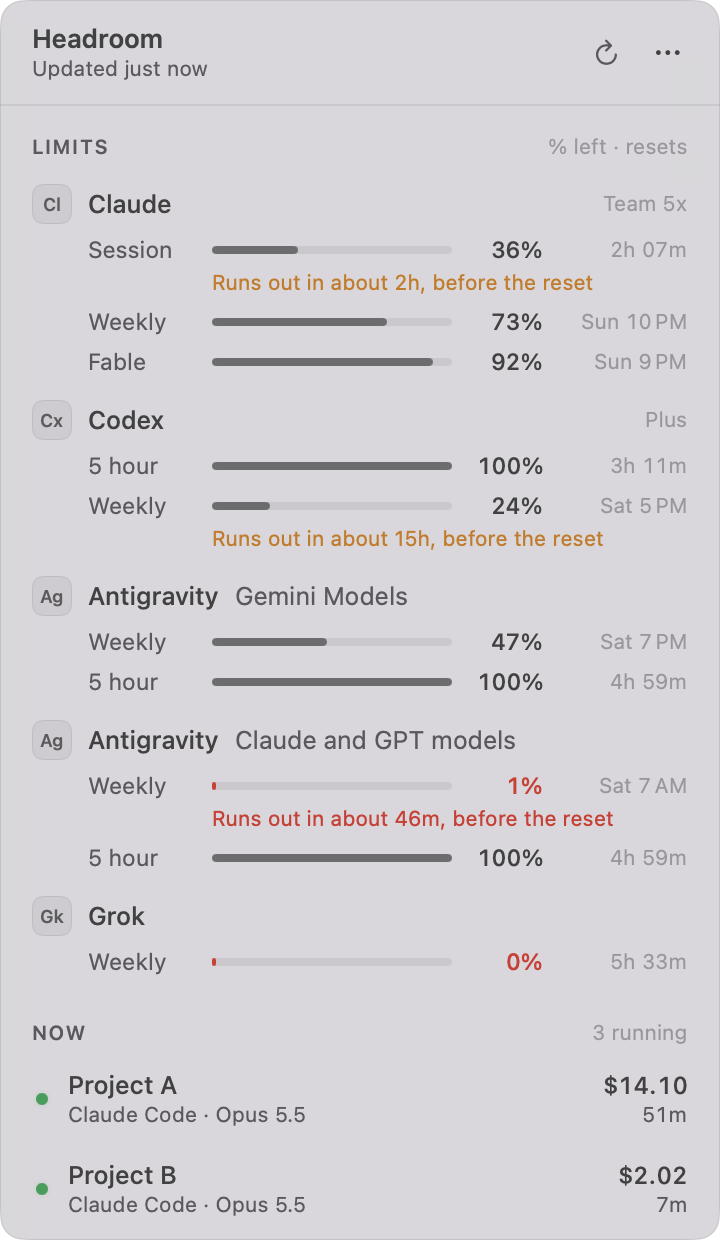 Headroom
Updated just now
LIMITS % left · resets
Cl Claude Team 5x
Session 36% 2h 07m
Runs out in about 2h, before the reset
Weekly 73% Sun 10 PM
Fable 92% Sun 9 PM
Cx Codex Plus
5 hour 100% 3h 11m
Weekly 24% Sat 5 PM
Runs out in about 15h, before the reset
Ag Antigravity Gemini Models
Weekly 47% Sat 7 PM
5 hour 100% 4h 59m
Ag Antigravity Claude and GPT models
Weekly 1% Sat 7 AM
Runs out in about 46m, before the reset
5 hour 100% 4h 59m
Gk Grok
Weekly 0% 5h 33m
NOW 3 running
Project A $14.10
Claude Code · Opus 5.5 51m
Project B $2.02
Claude Code · Opus 5.5 7m